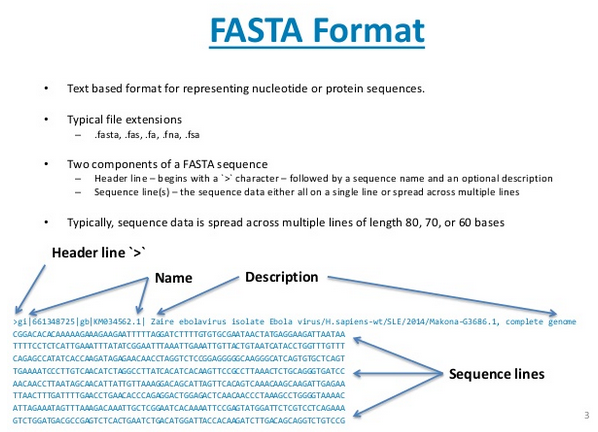 FASTA Format
• Text based format for representing nucleotide or protein sequences.
• Typical file extensions
– .fasta, .fas, .fa, .fna, .fsa
• Two components of a FASTA sequence
– Header line – begins with a `>` character – followed by a sequence name and an optional description
– Sequence line(s) – the sequence data either all on a single line or spread across multiple lines
• Typically, sequence data is spread across multiple lines of length 80, 70, or 60 bases
Header line `>`
Name
Description
>gi|661348725|gb|KM034562.1| Zaire ebolavirus isolate Ebola virus/H.sapiens-wt/SLE/2014/Makona-G3686.1, complete genome
CGGACACACAAAAAGAAAGAAGAATTTTTAGGATCTTTTGTGTGCGAATAACTATGAGGAAGATTAATAA
TTTTCCTCTCATTGAAATTTATATCGGAATTTAAATTGAAATTGTTACTGTAATCATACCTGGTTTGTTT
CAGAGCCATATCACCAAGATAGAGAACAACCTAGGTCTCCGGAGGGGGCAAGGGCATCAGTGTGCTCAGT
TGAAAATCCCTTGTCAACATCTAGGCCTTATCACATCACAAGTTCCGCCTTAAACTCTGCAGGGTGATCC
AACAACCTTAATAGCAACATTATTGTTAAAGGACAGCATTAGTTCACAGTCAAACAAGCAAGATTGAGAA
TTAACTTTGATTTTGAACCTGAACACCCAGAGGACTGGAGACTCAACAACCCTAAAGCCTGGGGTAAAAC
ATTAGAAATAGTTTAAAGACAAATTGCTCGGAATCACAAAATTCCGAGTATGGATTCTCGTCCTCAGAAA
GTCTGGATGACGCCGAGTCTCACTGAATCTGACATGGATTACCACAAGATCTTGACAGCAGGTCTGTCCG
Sequence lines
3